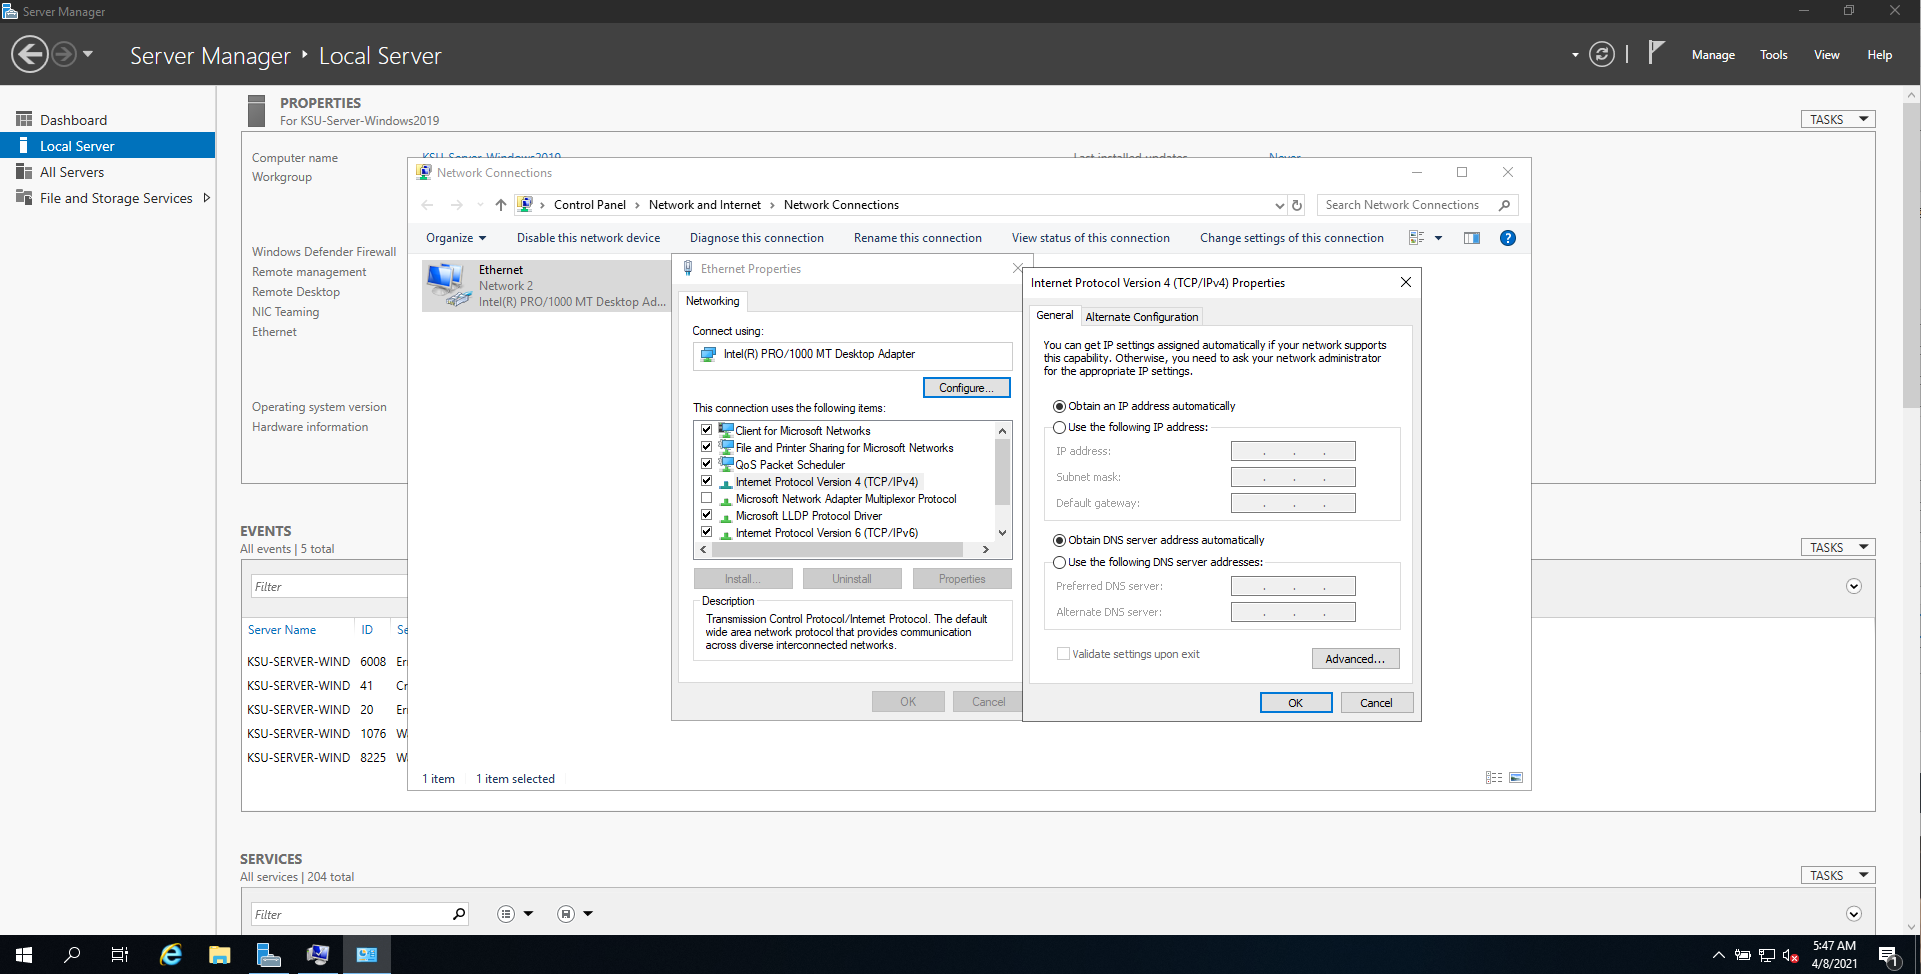 Server Manager
Server Manager ‣ Local Server
Manage
Tools
View
Help
Dashboard
Local Server
All Servers
File and Storage Services
PROPERTIES
For KSU-Server-Windows2019
TASKS
Computer name
KSU-Server-Windows2019
Last installed updates
Never
Workgroup
Windows Defender Firewall
Remote management
Remote Desktop
NIC Teaming
Ethernet
Operating system version
Hardware information
Network Connections
Control Panel > Network and Internet > Network Connections
Search Network Connections
Organize
Disable this network device
Diagnose this connection
Rename this connection
View status of this connection
Change settings of this connection
Ethernet
Network 2
Intel(R) PRO/1000 MT Desktop Ad...
1 item
1 item selected
Ethernet Properties
Networking
Connect using:
Intel(R) PRO/1000 MT Desktop Adapter
Configure...
This connection uses the following items:
Client for Microsoft Networks
File and Printer Sharing for Microsoft Networks
QoS Packet Scheduler
Internet Protocol Version 4 (TCP/IPv4)
Microsoft Network Adapter Multiplexor Protocol
Microsoft LLDP Protocol Driver
Internet Protocol Version 6 (TCP/IPv6)
Install...
Uninstall
Properties
Description
Transmission Control Protocol/Internet Protocol. The default
wide area network protocol that provides communication
across diverse interconnected networks.
OK
Cancel
Internet Protocol Version 4 (TCP/IPv4) Properties
General
Alternate Configuration
You can get IP settings assigned automatically if your network supports
this capability. Otherwise, you need to ask your network administrator
for the appropriate IP settings.
Obtain an IP address automatically
Use the following IP address:
IP address:
Subnet mask:
Default gateway:
Obtain DNS server address automatically
Use the following DNS server addresses:
Preferred DNS server:
Alternate DNS server:
Validate settings upon exit
Advanced...
OK
Cancel
EVENTS
All events | 5 total
TASKS
Filter
Server Name ID Se
KSU-SERVER-WIND 6008 Err
KSU-SERVER-WIND 41 Cr
KSU-SERVER-WIND 20 Err
KSU-SERVER-WIND 1076 W
KSU-SERVER-WIND 8225 W
SERVICES
All services | 204 total
TASKS
Filter
5:47 AM
4/8/2021
1